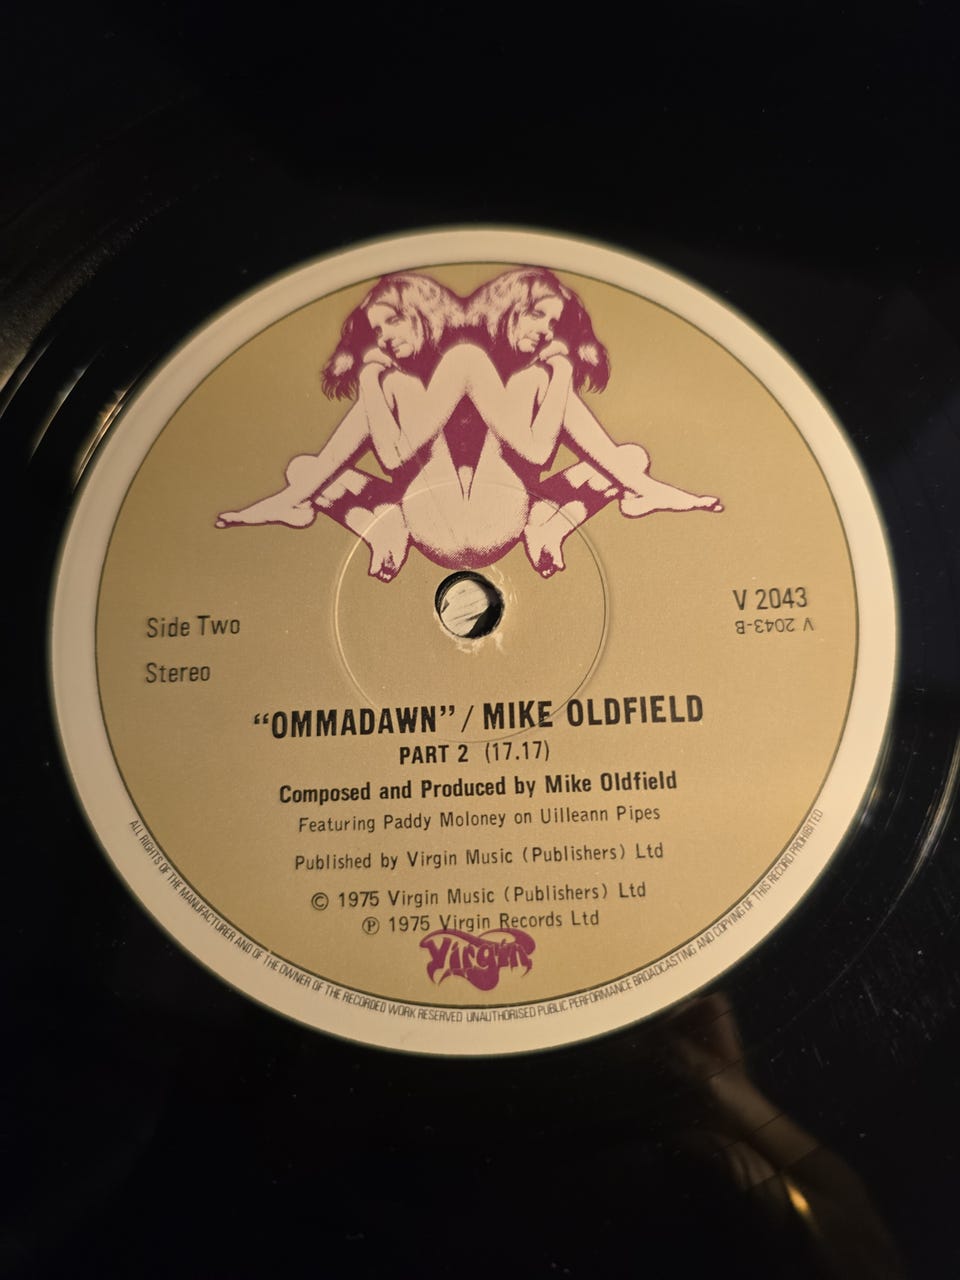 Side Two
Stereo
V 2043
V 2043-B
“OMMADAWN” / MIKE OLDFIELD
PART 2 (17.17)
Composed and Produced by Mike Oldfield
Featuring Paddy Moloney on Uilleann Pipes
Published by Virgin Music (Publishers) Ltd
© 1975 Virgin Music (Publishers) Ltd
℗ 1975 Virgin Records Ltd
Virgin
ALL RIGHTS OF THE MANUFACTURER AND OF THE OWNER OF THE RECORDED WORK RESERVED UNAUTHORISED PUBLIC PERFORMANCE BROADCASTING AND COPYING OF THIS RECORD PROHIBITED